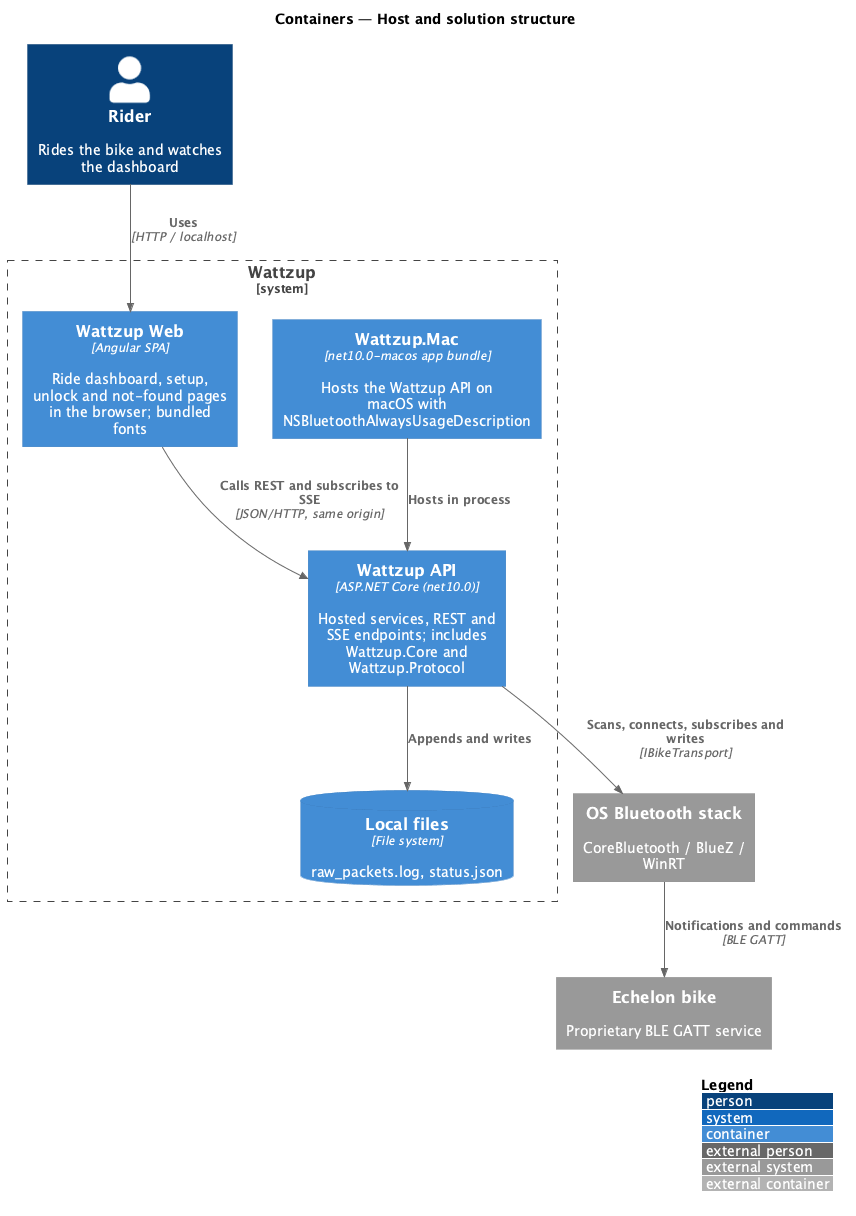 Containers — Host and solution structure
Rider
Rides the bike and watches
the dashboard
Uses
[HTTP / localhost]
Wattzup
[system]
Wattzup Web
[Angular SPA]
Ride dashboard, setup,
unlock and not-found pages
in the browser; bundled
fonts
Wattzup.Mac
[net10.0-macos app bundle]
Hosts the Wattzup API on
macOS with
NSBluetoothAlwaysUsageDescription
Calls REST and subscribes to
SSE
[JSON/HTTP, same origin]
Hosts in process
Wattzup API
[ASP.NET Core (net10.0)]
Hosted services, REST and
SSE endpoints; includes
Wattzup.Core and
Wattzup.Protocol
Appends and writes
Scans, connects, subscribes and
writes
[IBikeTransport]
Local files
[File system]
raw_packets.log, status.json
OS Bluetooth stack
CoreBluetooth / BlueZ /
WinRT
Notifications and commands
[BLE GATT]
Echelon bike
Proprietary BLE GATT service
Legend
person
system
container
external person
external system
external container